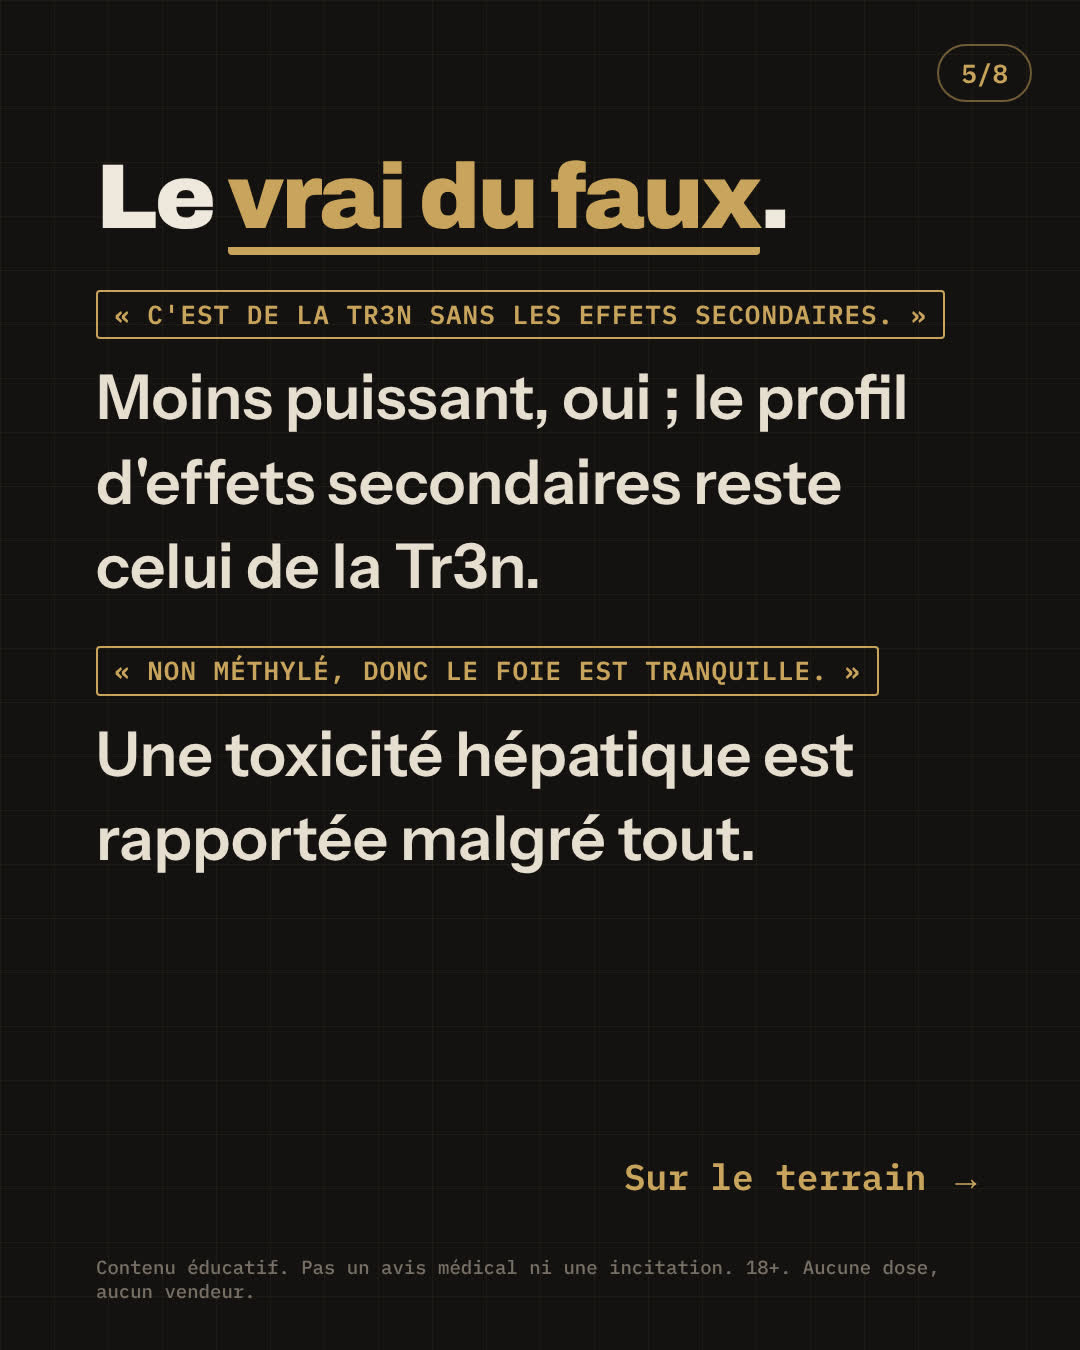 5/8
Le vrai du faux.
« C'EST DE LA TR3N SANS LES EFFETS SECONDAIRES. »
Moins puissant, oui ; le profil
d'effets secondaires reste
celui de la Tr3n.
« NON MÉTHYLÉ, DONC LE FOIE EST TRANQUILLE. »
Une toxicité hépatique est
rapportée malgré tout.
Sur le terrain →
Contenu éducatif. Pas un avis médical ni une incitation. 18+. Aucune dose,
aucun vendeur.